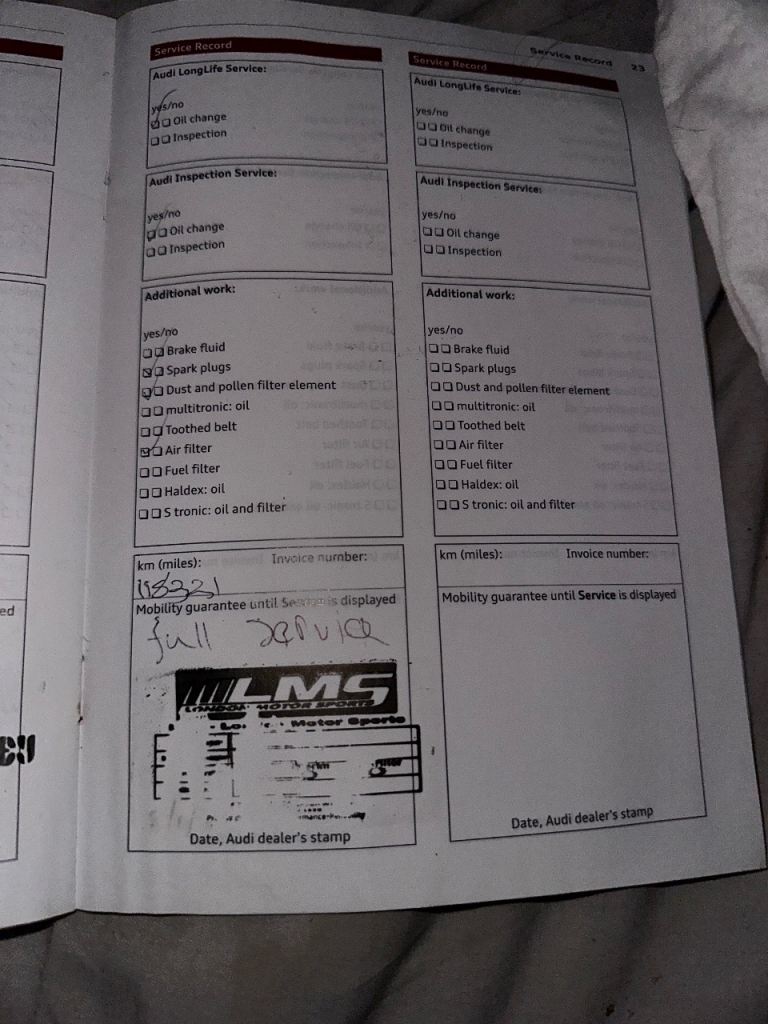 Service Record 23
Service Record
Audi LongLife Service:
yes/no
Oil change
Inspection
Audi Inspection Service:
yes/no
Oil change
Inspection
Additional work:
yes/no
Brake fluid
Spark plugs
Dust and pollen filter element
multitronic: oil
Toothed belt
Air filter
Fuel filter
Haldex: oil
S tronic: oil and filter
km (miles): Invoice number:
118321
Mobility guarantee until Service is displayed
full service
LMS
LONDON MOTOR SPORTS
Motor Sports
Date, Audi dealer's stamp
Service Record
Audi LongLife Service:
yes/no
Oil change
Inspection
Audi Inspection Service:
yes/no
Oil change
Inspection
Additional work:
yes/no
Brake fluid
Spark plugs
Dust and pollen filter element
multitronic: oil
Toothed belt
Air filter
Fuel filter
Haldex: oil
S tronic: oil and filter
km (miles): Invoice number:
Mobility guarantee until Service is displayed
Date, Audi dealer's stamp